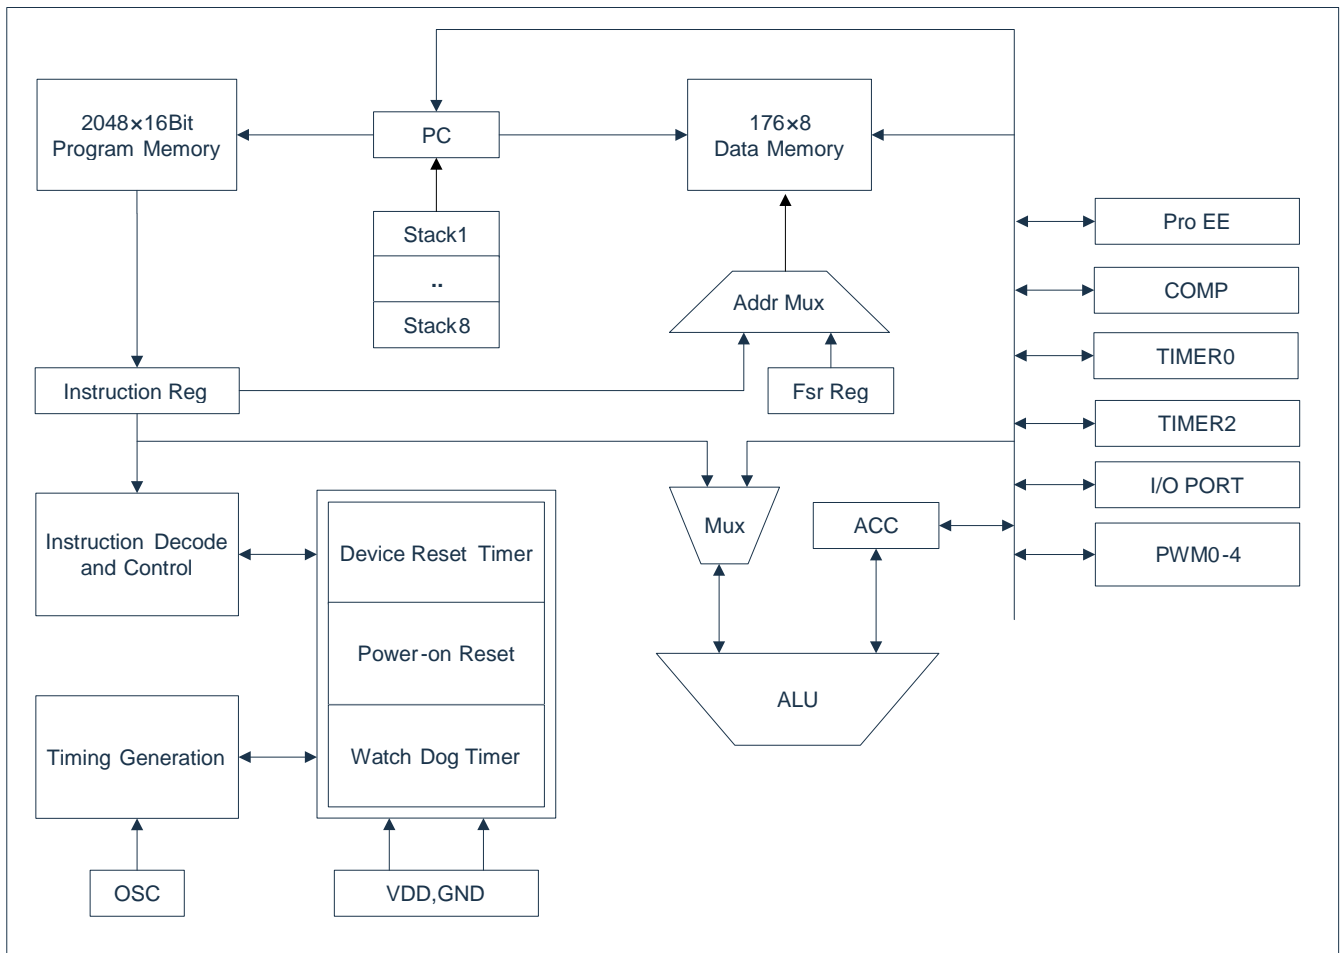 2048×16Bit
Program Memory
PC
176×8
Data Memory
Stack1
..
Stack8
Addr Mux
Instruction Reg
Fsr Reg
Pro EE
COMP
TIMER0
TIMER2
I/O PORT
PWM0-4
Instruction Decode
and Control
Device Reset Timer
Power-on Reset
Watch Dog Timer
Mux
ACC
ALU
Timing Generation
OSC
VDD,GND